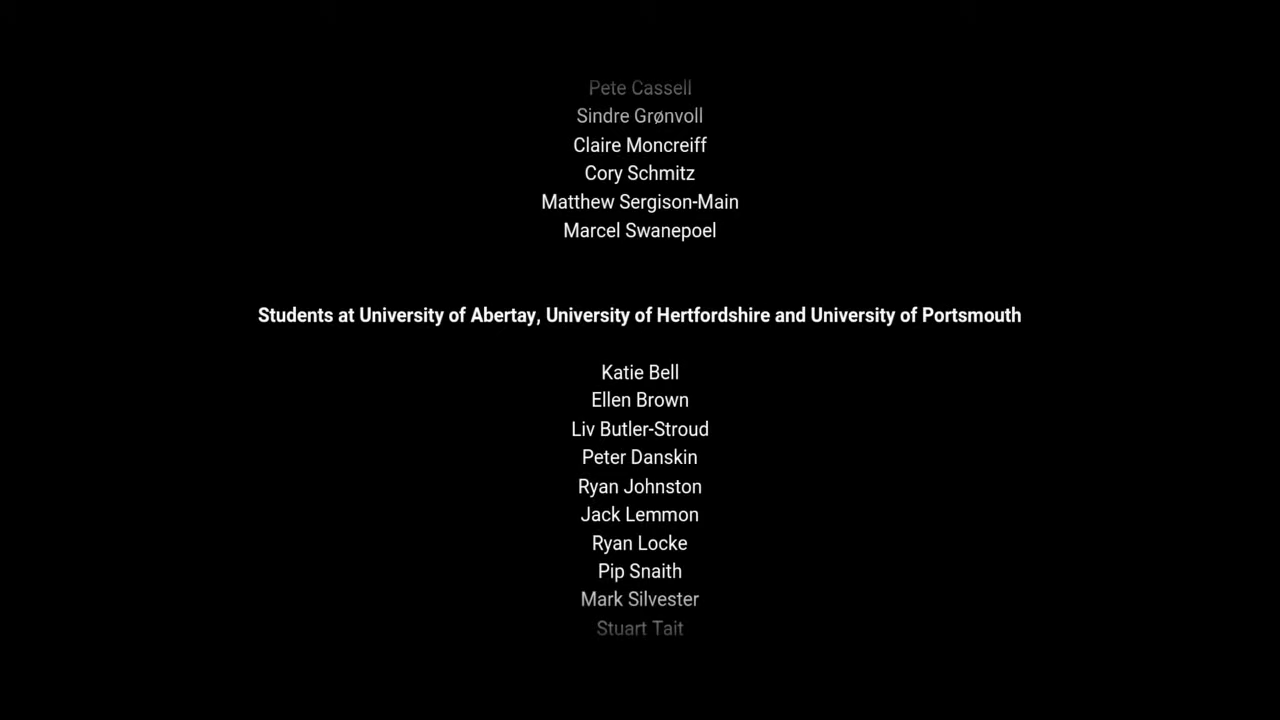 Pete Cassell
Sindre Grønvoll
Claire Moncreiff
Cory Schmitz
Matthew Sergison-Main
Marcel Swanepoel
Students at University of Abertay, University of Hertfordshire and University of Portsmouth
Katie Bell
Ellen Brown
Liv Butler-Stroud
Peter Danskin
Ryan Johnston
Jack Lemmon
Ryan Locke
Pip Snaith
Mark Silvester
Stuart Tait